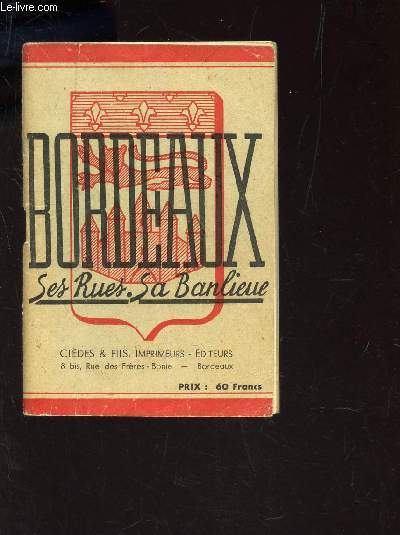 Le-livre.com
BORDEAUX
Ses Rues. Sa Banlieue
CIÈDES & FILS, IMPRIMEURS - ÉDITEURS
8 bis, Rue des Frères-Bonie — Bordeaux
PRIX : 60 Francs